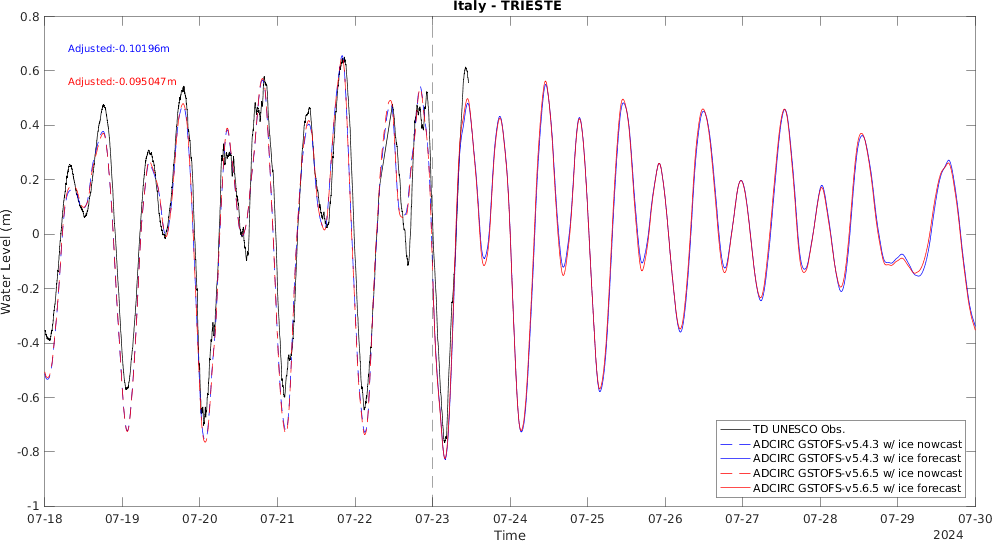 Italy - TRIESTE
Adjusted:-0.10196m
Adjusted:-0.095047m
Water Level (m)
0.8
0.6
0.4
0.2
0
-0.2
-0.4
-0.6
-0.8
-1
TD UNESCO Obs.
ADCIRC GSTOFS-v5.4.3 w/ ice nowcast
ADCIRC GSTOFS-v5.4.3 w/ ice forecast
ADCIRC GSTOFS-v5.6.5 w/ ice nowcast
ADCIRC GSTOFS-v5.6.5 w/ ice forecast
07-18 07-19 07-20 07-21 07-22 07-23 07-24 07-25 07-26 07-27 07-28 07-29 07-30
Time
2024